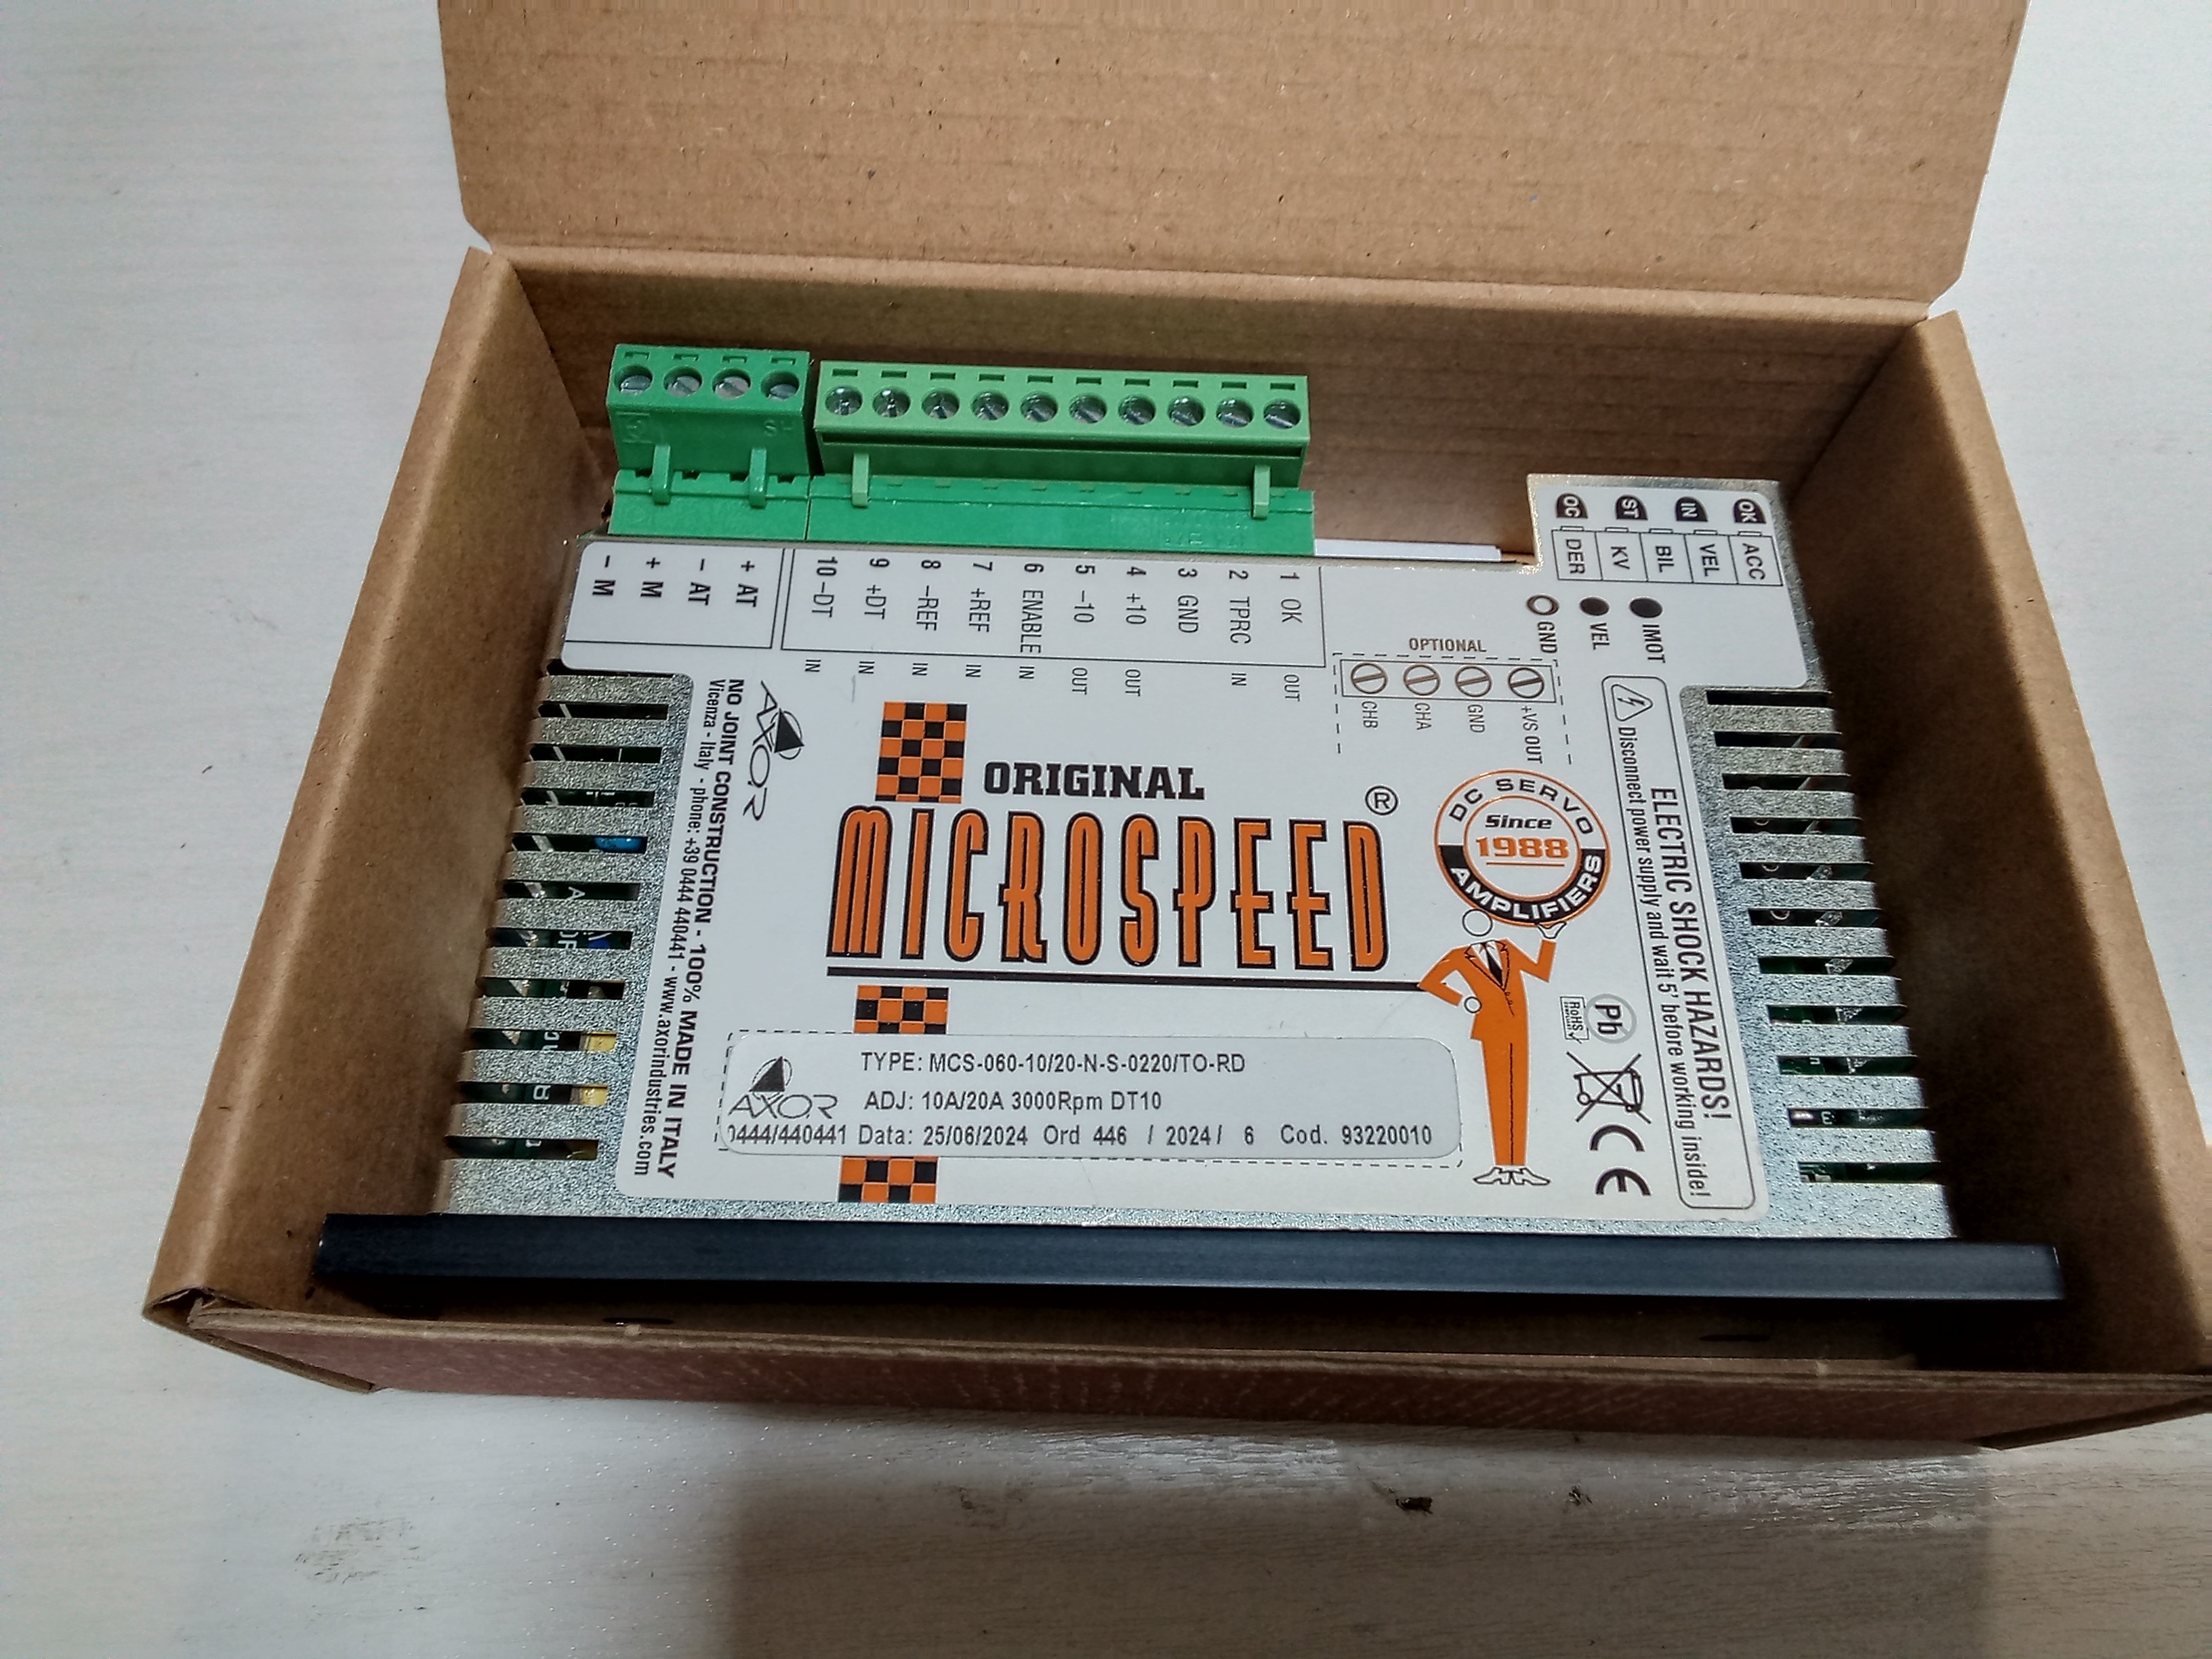 OC
ST
IN
OK
DER
KV
BIL
VEL
ACC
GND
VEL
IMOT
- M
+ M
- AT
+ AT
10 -DT
9 +DT
8 -REF
7 +REF
6 ENABLE
5 -10
4 +10
3 GND
2 TPRC
1 OK
IN
IN
IN
IN
IN
OUT
OUT
IN
OUT
OPTIONAL
CHB
CHA
GND
+VS OUT
AXOR
NO JOINT CONSTRUCTION - 100% MADE IN ITALY
Vicenza - Italy - phone: +39 0444 440441 - www.axorindustries.com
ORIGINAL
MICROSPEED ®
DC SERVO
Since
1988
AMPLIFIERS
ELECTRIC SHOCK HAZARDS!
Disconnect power supply and wait 5' before working inside!
Pb
RoHS
CE
TYPE: MCS-060-10/20-N-S-0220/TO-RD
AXOR ADJ: 10A/20A 3000Rpm DT10
0444/440441 Data: 25/06/2024 Ord 446 / 2024 / 6 Cod. 93220010